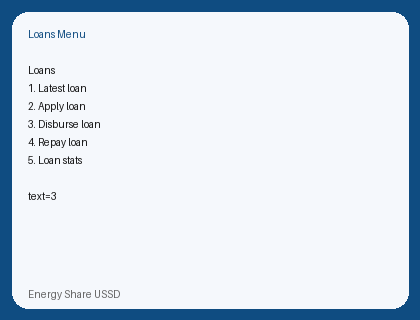 Loans Menu
Loans
1. Latest loan
2. Apply loan
3. Disburse loan
4. Repay loan
5. Loan stats
text=3
Energy Share USSD